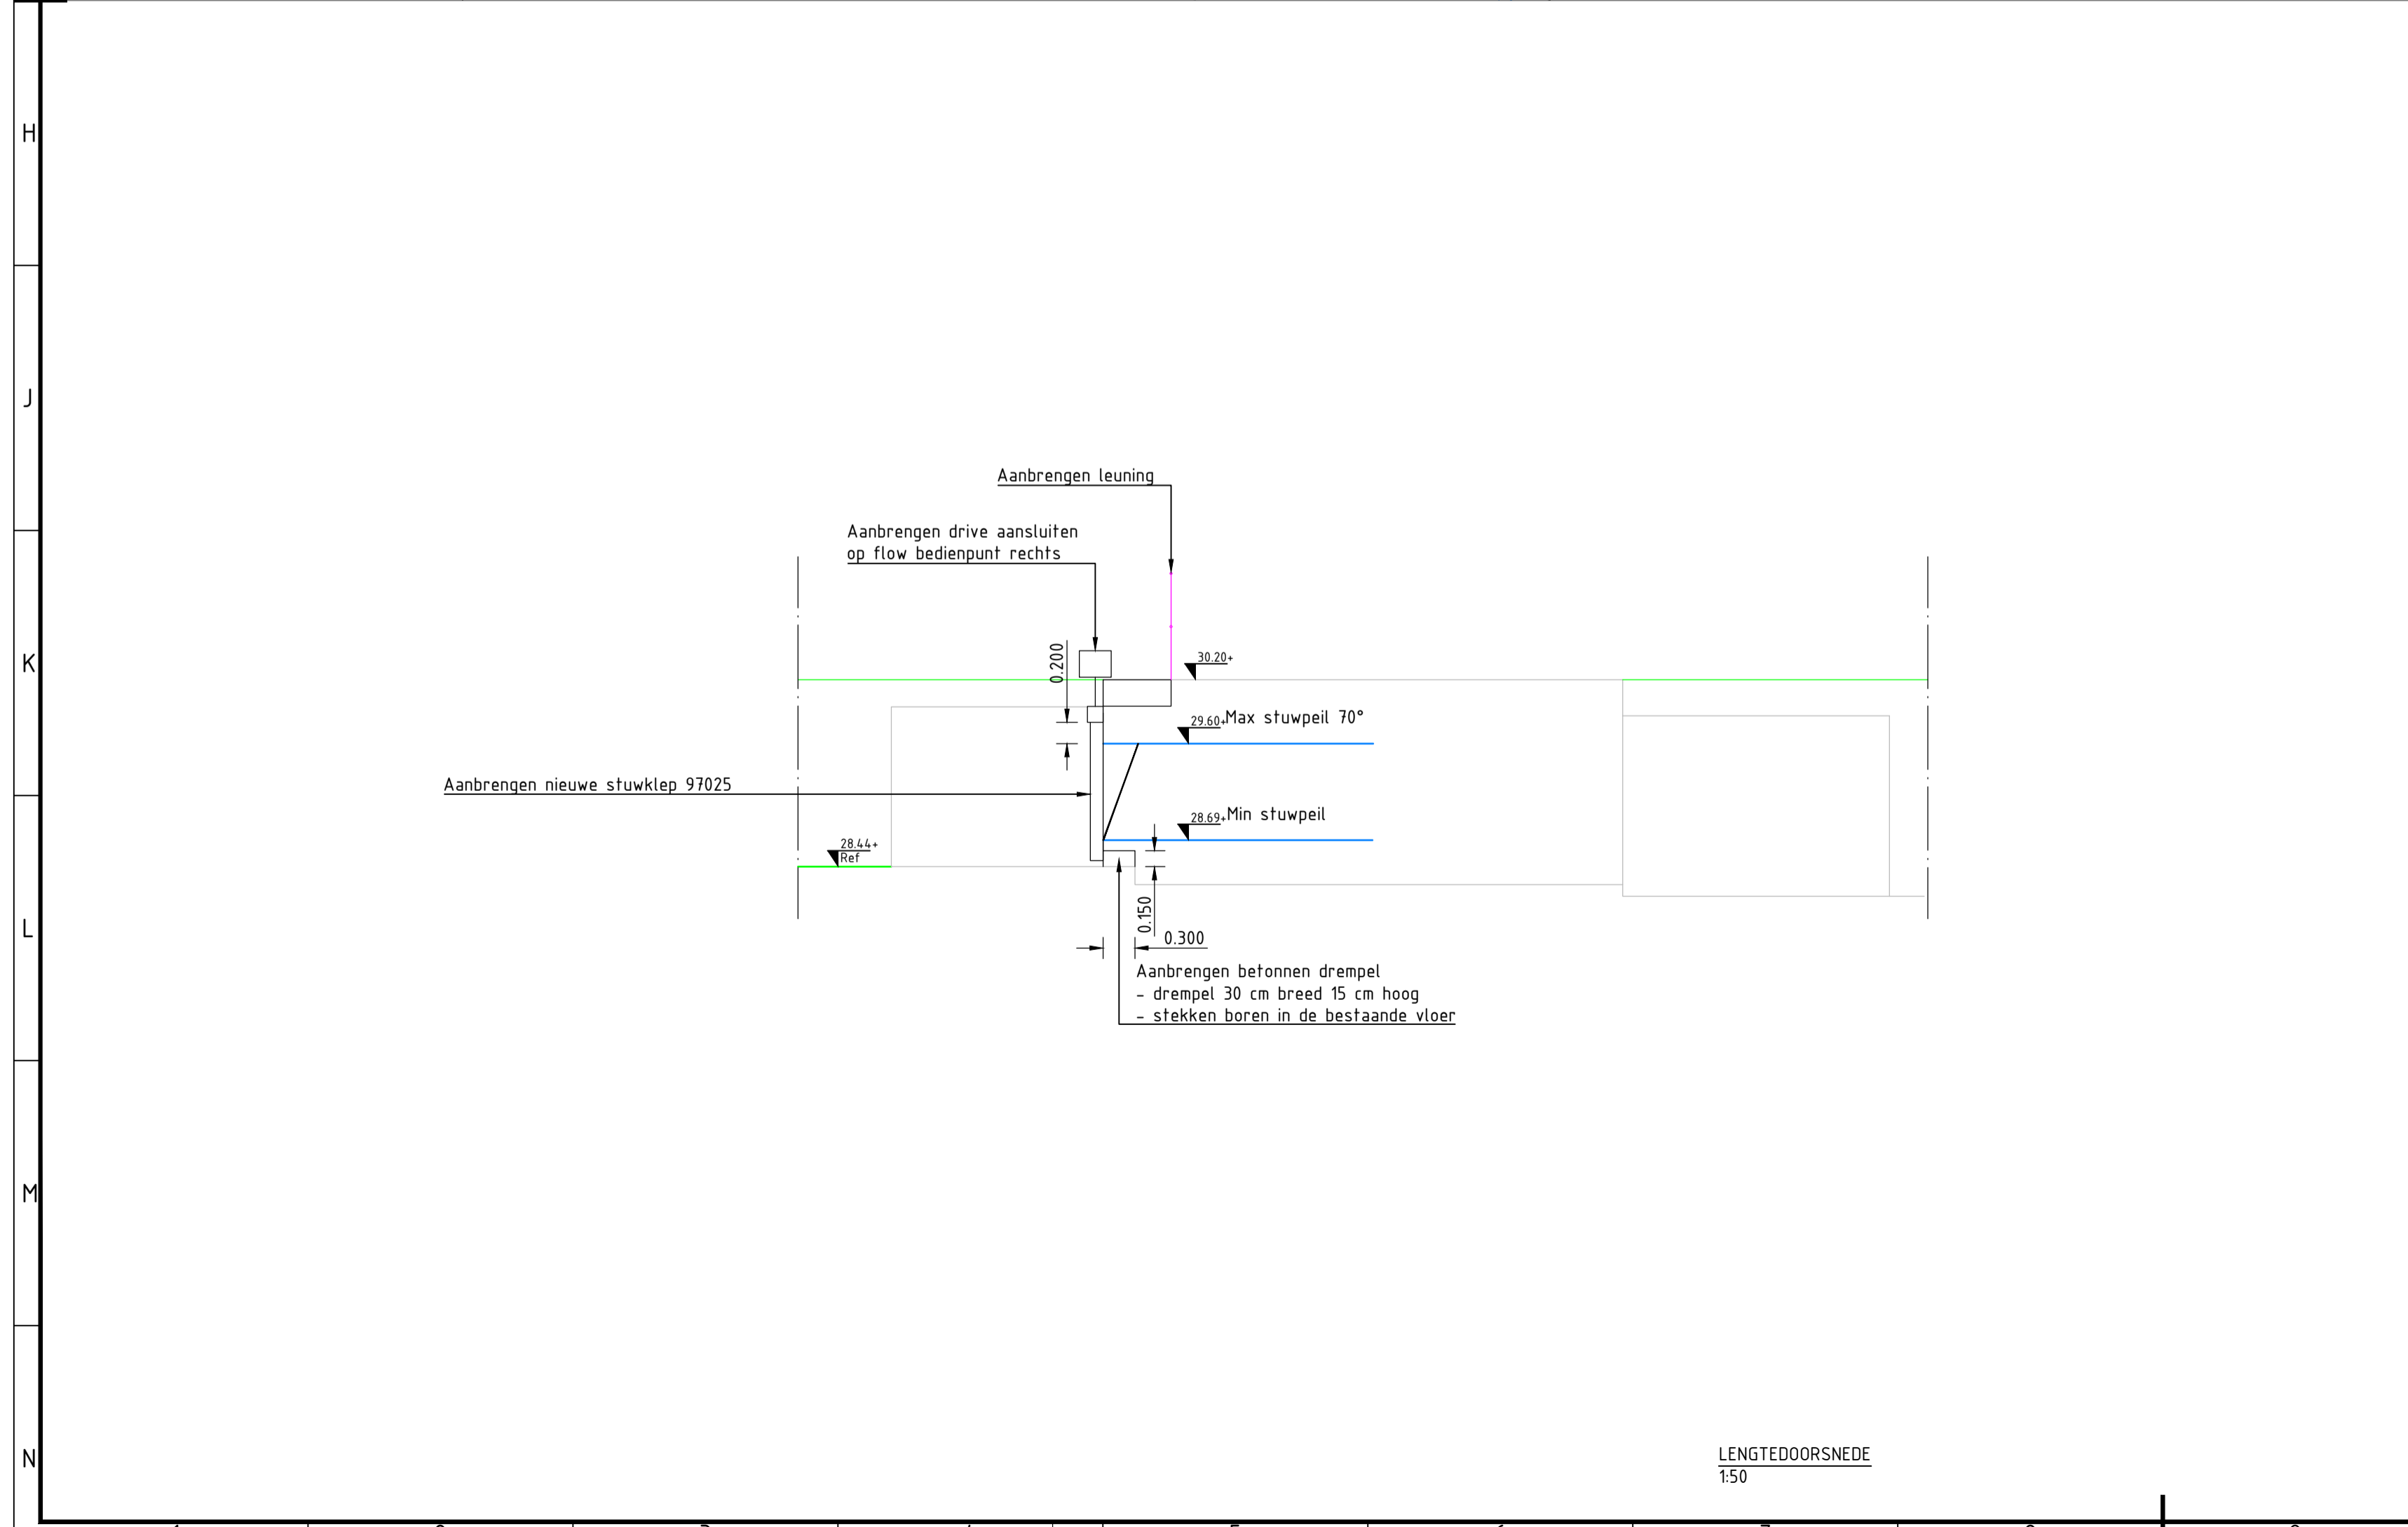 H
J
Aanbrengen leuning
Aanbrengen drive aansluiten
op flow bedienpunt rechts
K
0.200
30.20+
29.60+Max stuwpeil 70°
Aanbrengen nieuwe stuwklep 97025
28.69+Min stuwpeil
28.44+
Ref
L
0.150
0.300
Aanbrengen betonnen drempel
- drempel 30 cm breed 15 cm hoog
- stekken boren in de bestaande vloer
M
N
LENGTEDOORSNEDE
1:50